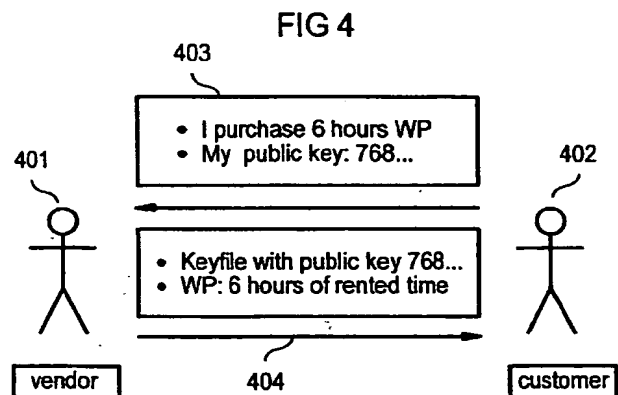 FIG 4
403
• I purchase 6 hours WP
• My public key: 768...
401
402
• Keyfile with public key 768...
• WP: 6 hours of rented time
404
vendor
customer